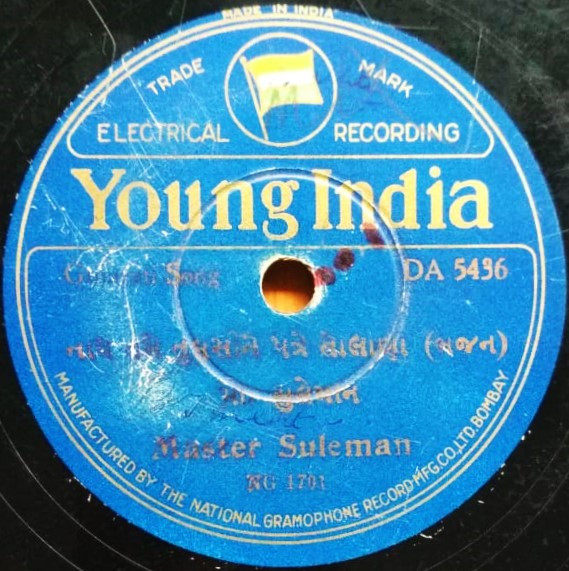 MADE IN INDIA
TRADE MARK
ELECTRICAL RECORDING
Young India
Song DA 5436
(ભજન)
Master Suleman
NG 1701
MANUFACTURED BY THE NATIONAL GRAMOPHONE RECORD MFG.CO.,LTD. BOMBAY